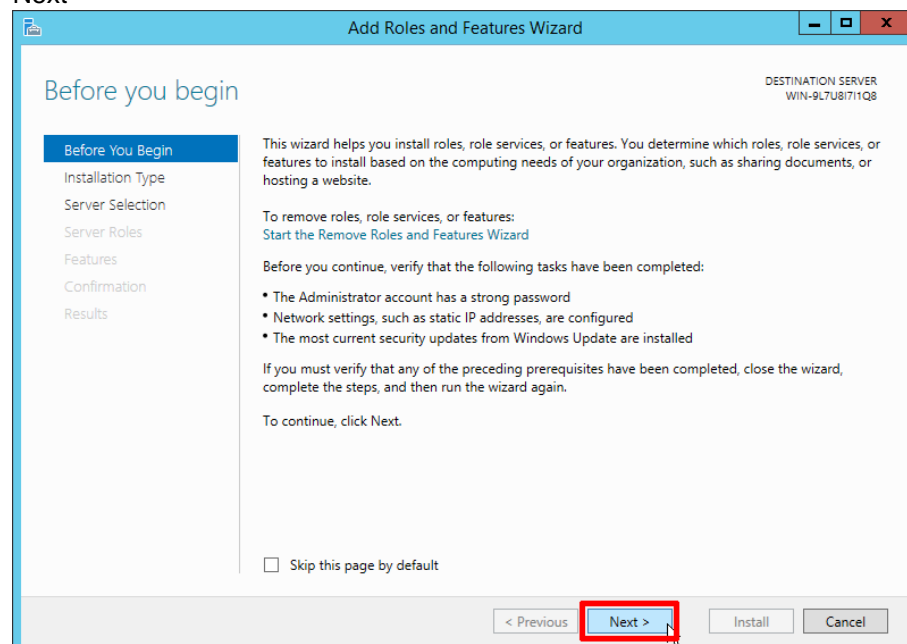 Next
Add Roles and Features Wizard
Before you begin
DESTINATION SERVER
WIN-9L7U8I7I1Q8
Before You Begin
Installation Type
Server Selection
Server Roles
Features
Confirmation
Results
This wizard helps you install roles, role services, or features. You determine which roles, role services, or
features to install based on the computing needs of your organization, such as sharing documents, or
hosting a website.
To remove roles, role services, or features:
Start the Remove Roles and Features Wizard
Before you continue, verify that the following tasks have been completed:
• The Administrator account has a strong password
• Network settings, such as static IP addresses, are configured
• The most current security updates from Windows Update are installed
If you must verify that any of the preceding prerequisites have been completed, close the wizard,
complete the steps, and then run the wizard again.
To continue, click Next.
Skip this page by default
< Previous
Next >
Install
Cancel